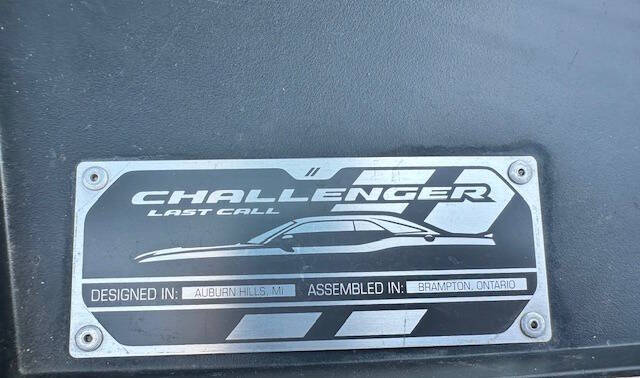 CHALLENGER
LAST CALL
DESIGNED IN: AUBURN HILLS, MI ASSEMBLED IN: BRAMPTON, ONTARIO